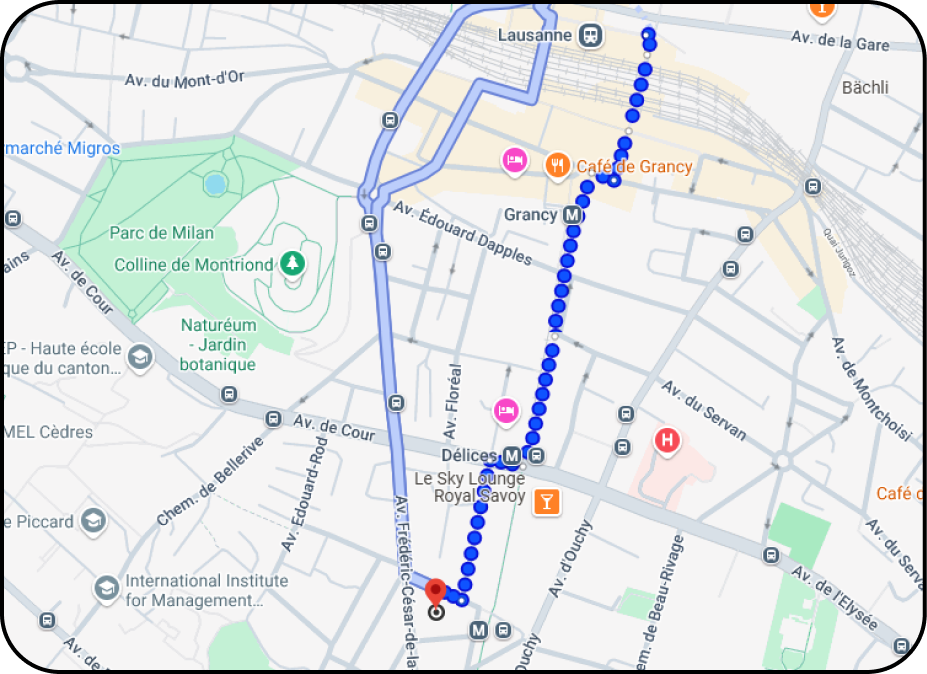 Lausanne
Av. de la Gare
Av. du Mont-d'Or
Bächli
marché Migros
Café de Grancy
Grancy M
Av. Édouard Dapples
Parc de Milan
Quai Jurigoz
Colline de Montriond
ains
Av. de Cour
Naturéum
- Jardin
botanique
EP - Haute école
que du canton...
Av. de Montchoisi
Av. Floréal
Av. du Servan
H
MEL Cèdres
Av. de Cour
Délices M
Chem. de Bellerive
Av. Edouard-Rod
Le Sky Lounge
Royal Savoy
Café d
e Piccard
Av. Frédéric-César-de-la-
Av. d'Ouchy
Av. du Serva
International Institute
for Management...
Av. de l'Elysée
hem. de Beau-Rivage
M
Ouchy
Av. de